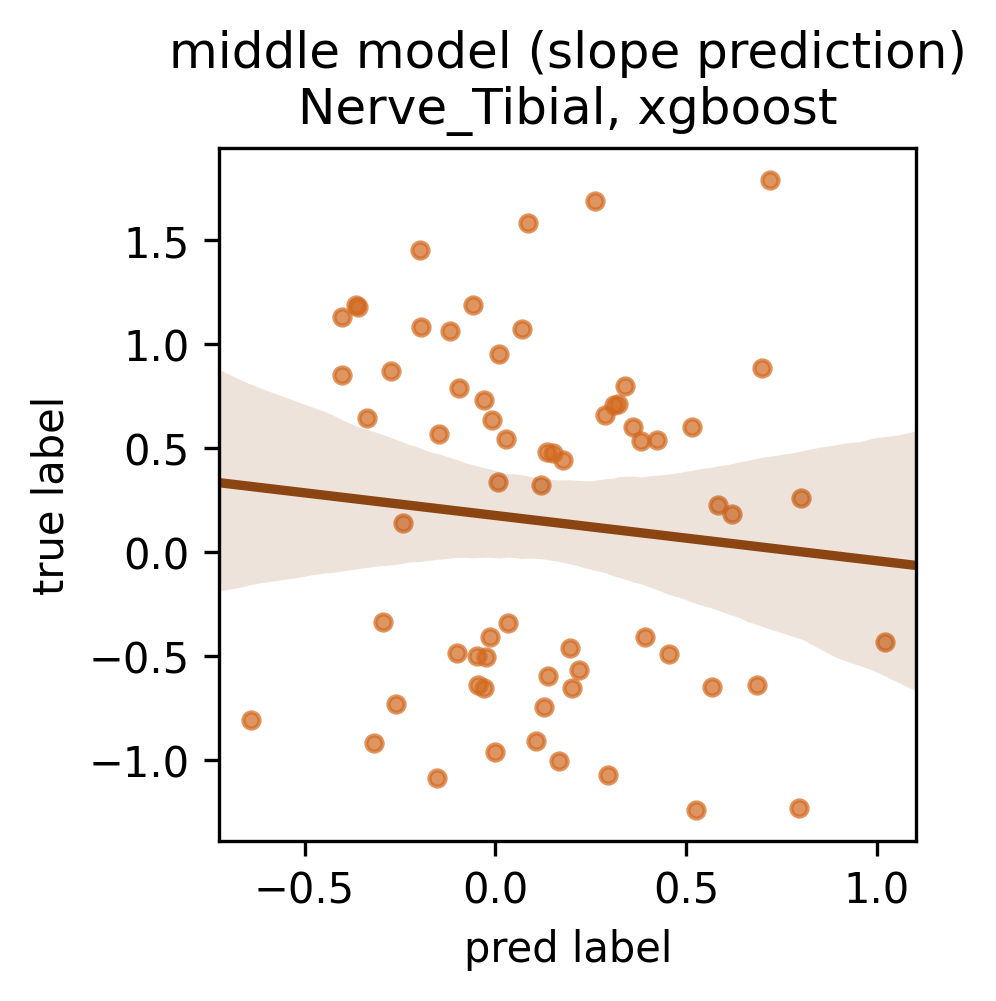 middle model (slope prediction)
Nerve_Tibial, xgboost
true label
1.5
1.0
0.5
0.0
−0.5
−1.0
−0.5
0.0
0.5
1.0
pred label